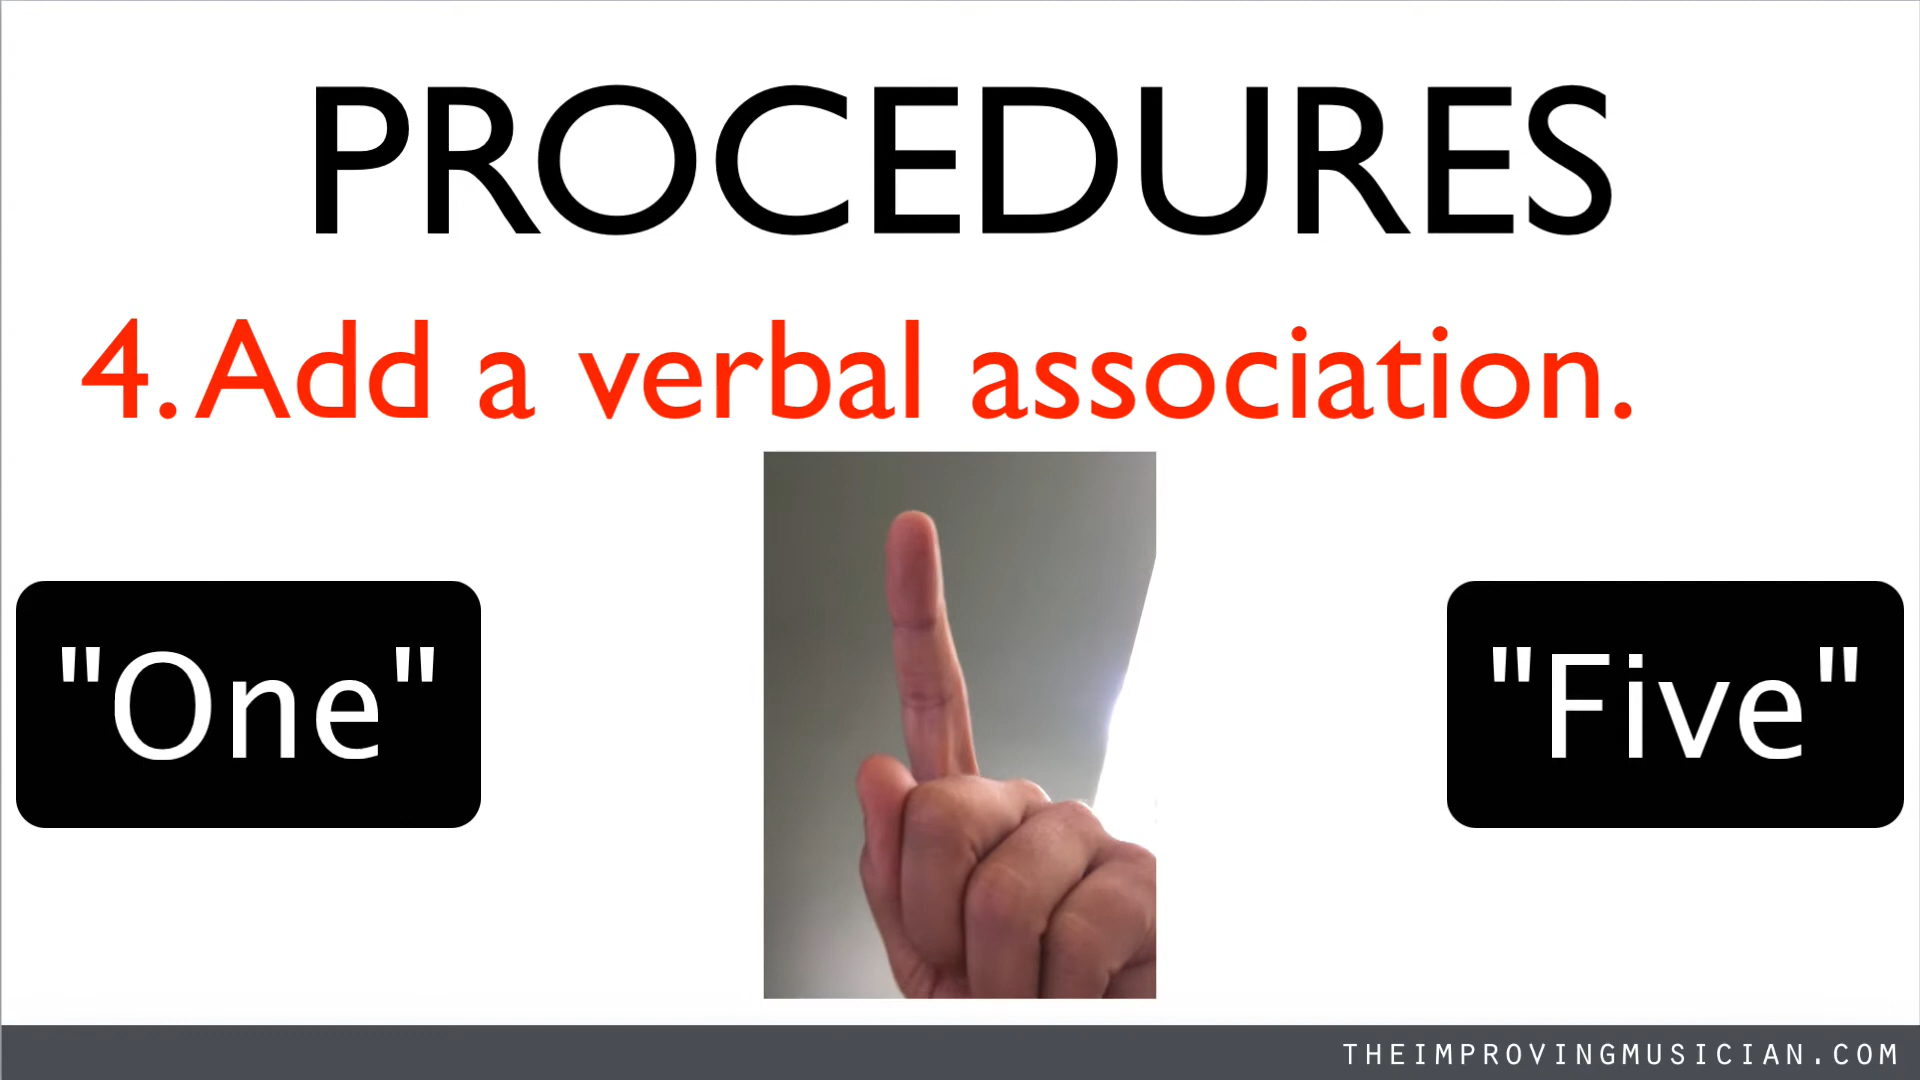 PROCEDURES
4. Add a verbal association.
"One"
"Five"
THEIMPROVINGMUSICIAN.COM